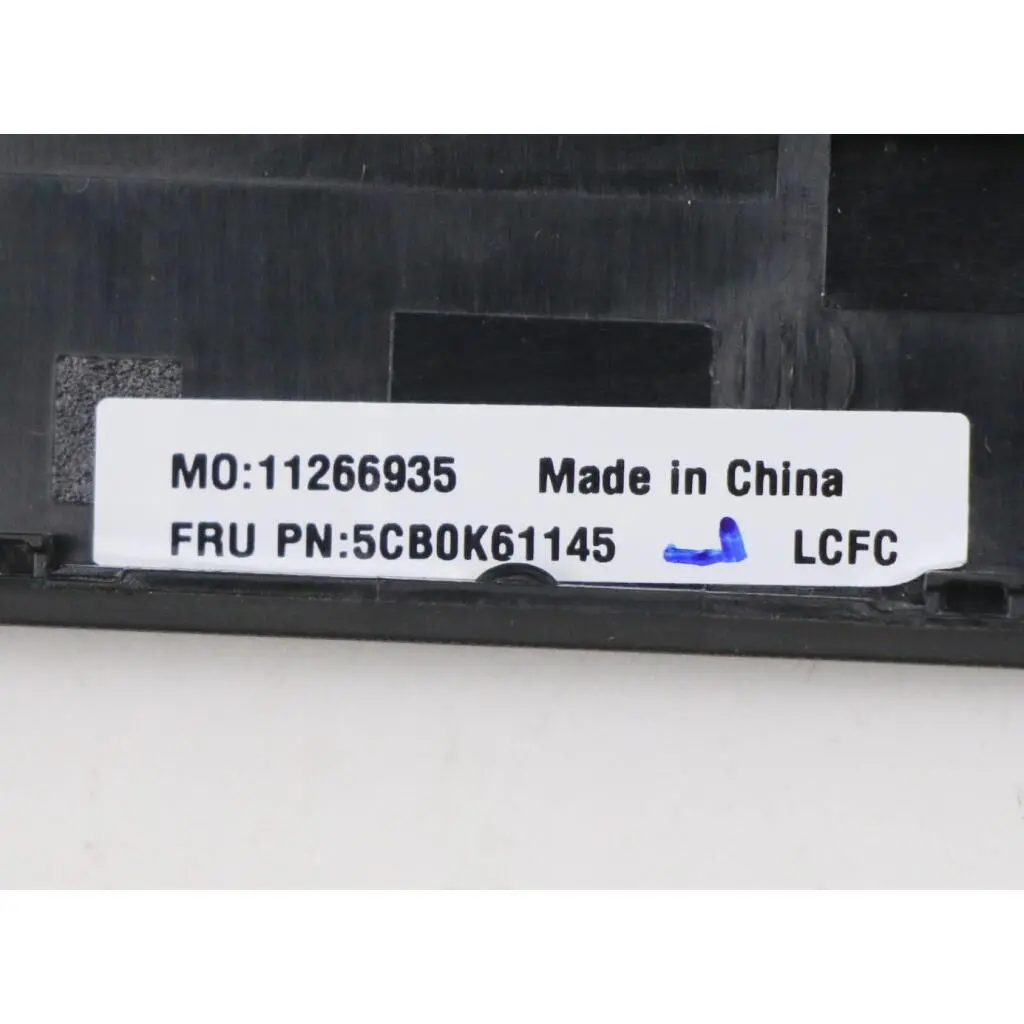 MO:11266935 Made in China
FRU PN:5CB0K61145 LCFC